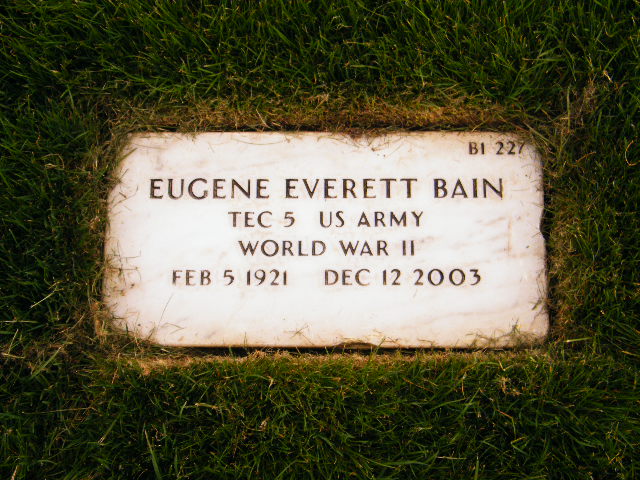 B1 227
EUGENE EVERETT BAIN
TEC 5 US ARMY
WORLD WAR II
FEB 5 1921 DEC 12 2003